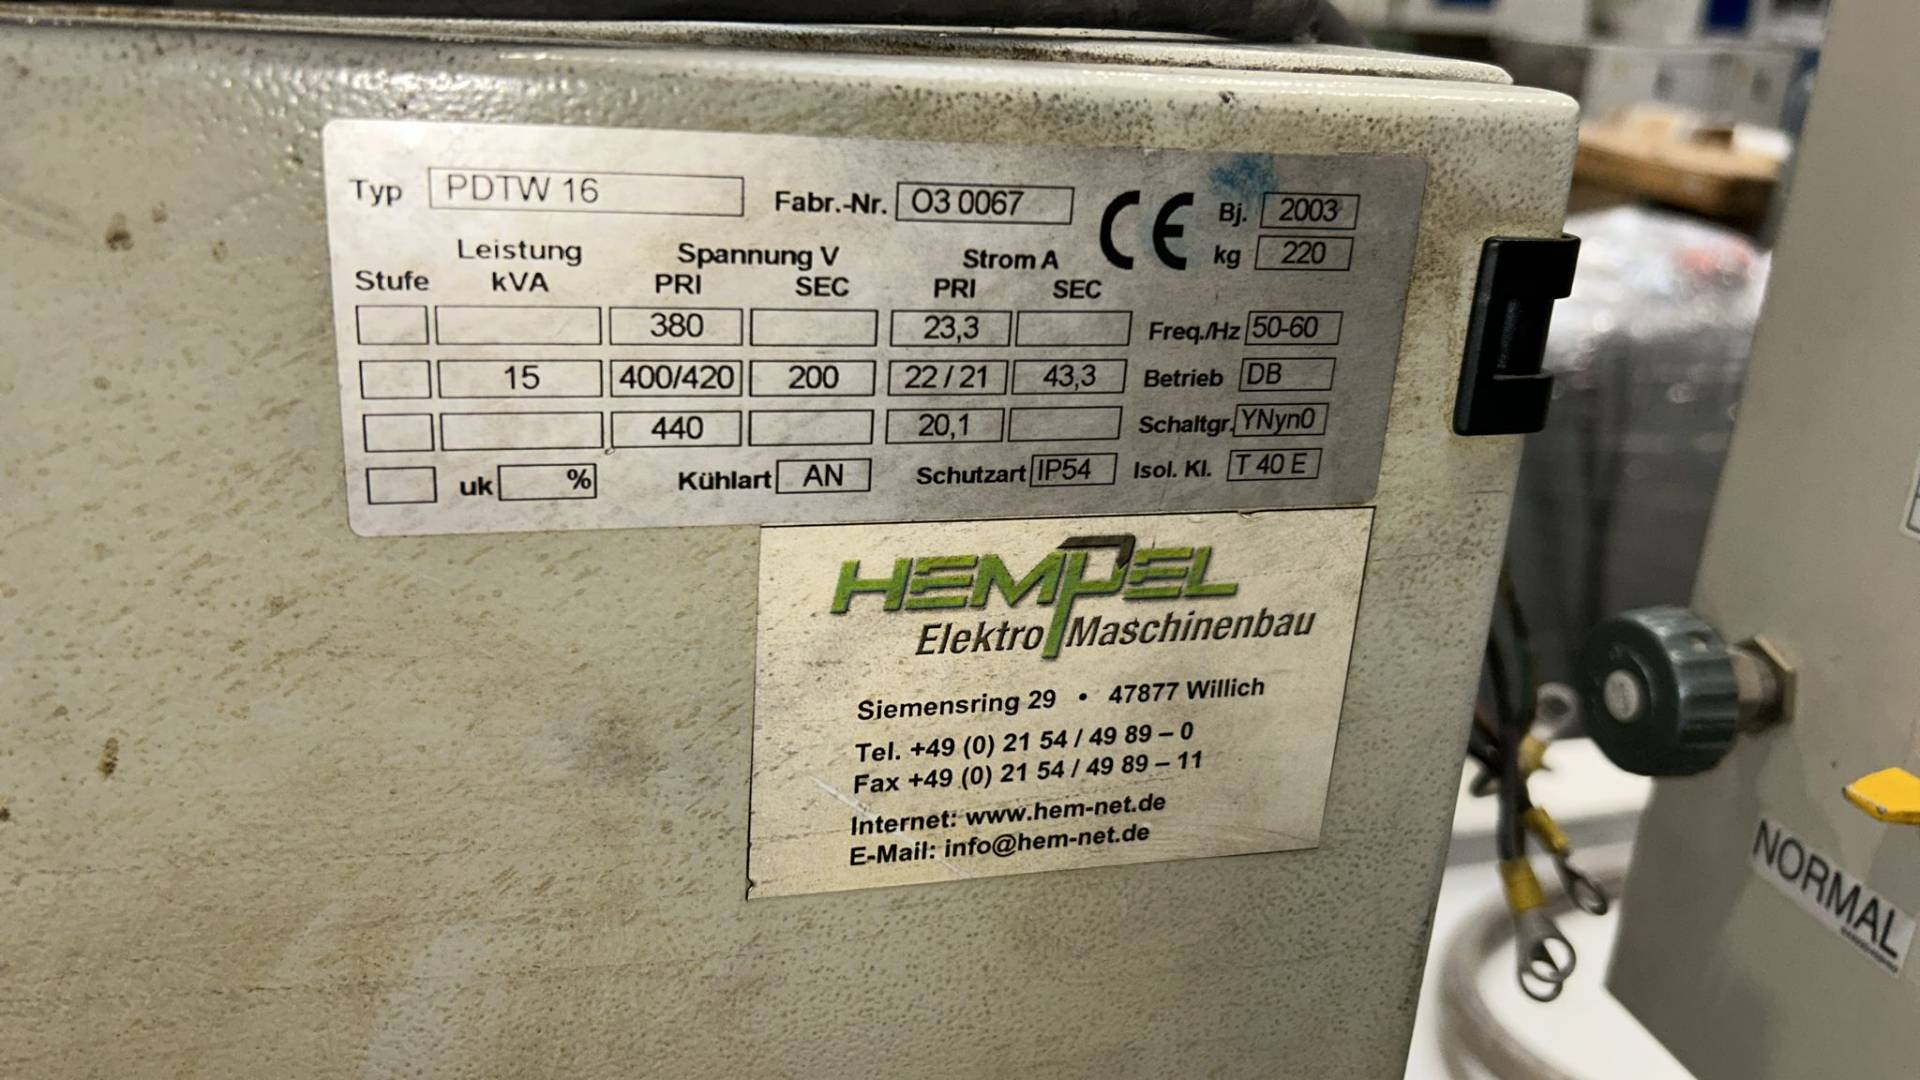 Typ PDTW 16 Fabr.-Nr. O3 0067 CE Bj. 2003
kg 220
Leistung Spannung V Strom A
Stufe kVA PRI SEC PRI SEC
380 23,3 Freq./Hz 50-60
15 400/420 200 22 / 21 43,3 Betrieb DB
440 20,1 Schaltgr. YNyn0
uk % Kühlart AN Schutzart IP54 Isol. Kl. T 40 E
HEMPEL
Elektro Maschinenbau
Siemensring 29 • 47877 Willich
Tel. +49 (0) 21 54 / 49 89 – 0
Fax +49 (0) 21 54 / 49 89 – 11
Internet: www.hem-net.de
E-Mail: info@hem-net.de
NORMAL